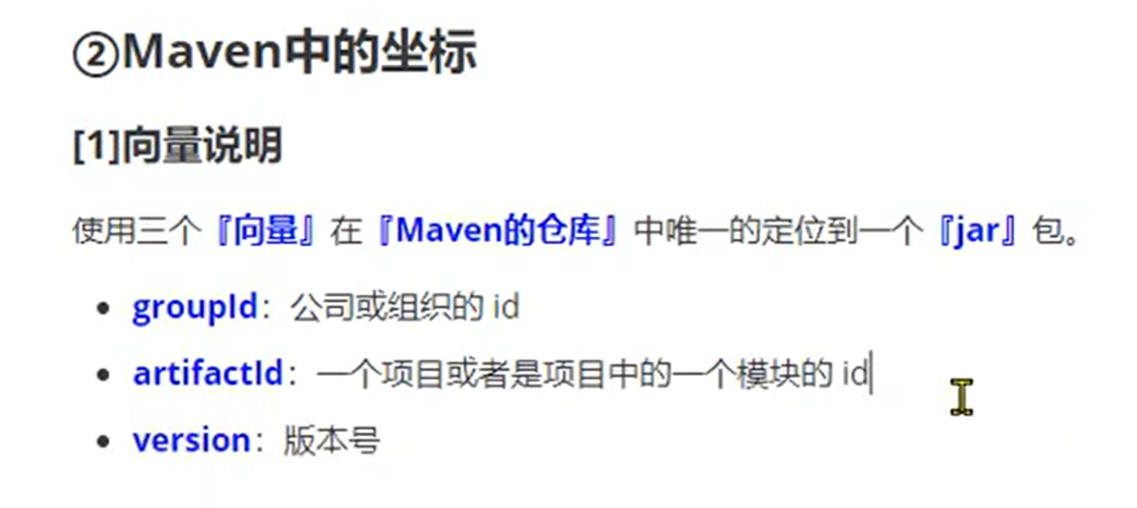 ②Maven中的坐标
[1]向量说明
使用三个『向量』在『Maven的仓库』中唯一的定位到一个『jar』包。
• groupId：公司或组织的 id
• artifactId：一个项目或者是项目中的一个模块的 id
• version：版本号